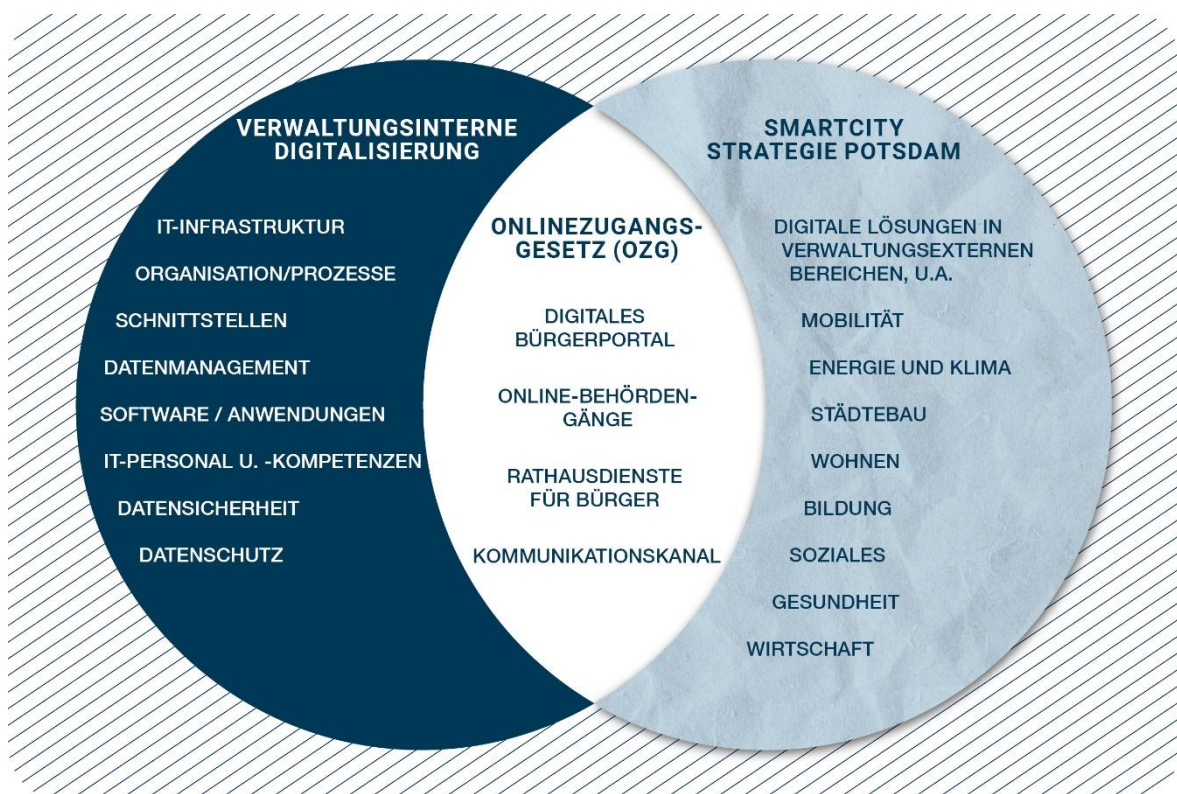 VERWALTUNGSINTERNE
DIGITALISIERUNG
IT-INFRASTRUKTUR
ORGANISATION/PROZESSE
SCHNITTSTELLEN
DATENMANAGEMENT
SOFTWARE / ANWENDUNGEN
IT-PERSONAL U. -KOMPETENZEN
DATENSICHERHEIT
DATENSCHUTZ
ONLINEZUGANGS-
GESETZ (OZG)
DIGITALES
BÜRGERPORTAL
ONLINE-BEHÖRDEN-
GÄNGE
RATHAUSDIENSTE
FÜR BÜRGER
KOMMUNIKATIONSKANAL
SMARTCITY
STRATEGIE POTSDAM
DIGITALE LÖSUNGEN IN
VERWALTUNGSEXTERNEN
BEREICHEN, U.A.
MOBILITÄT
ENERGIE UND KLIMA
STÄDTEBAU
WOHNEN
BILDUNG
SOZIALES
GESUNDHEIT
WIRTSCHAFT